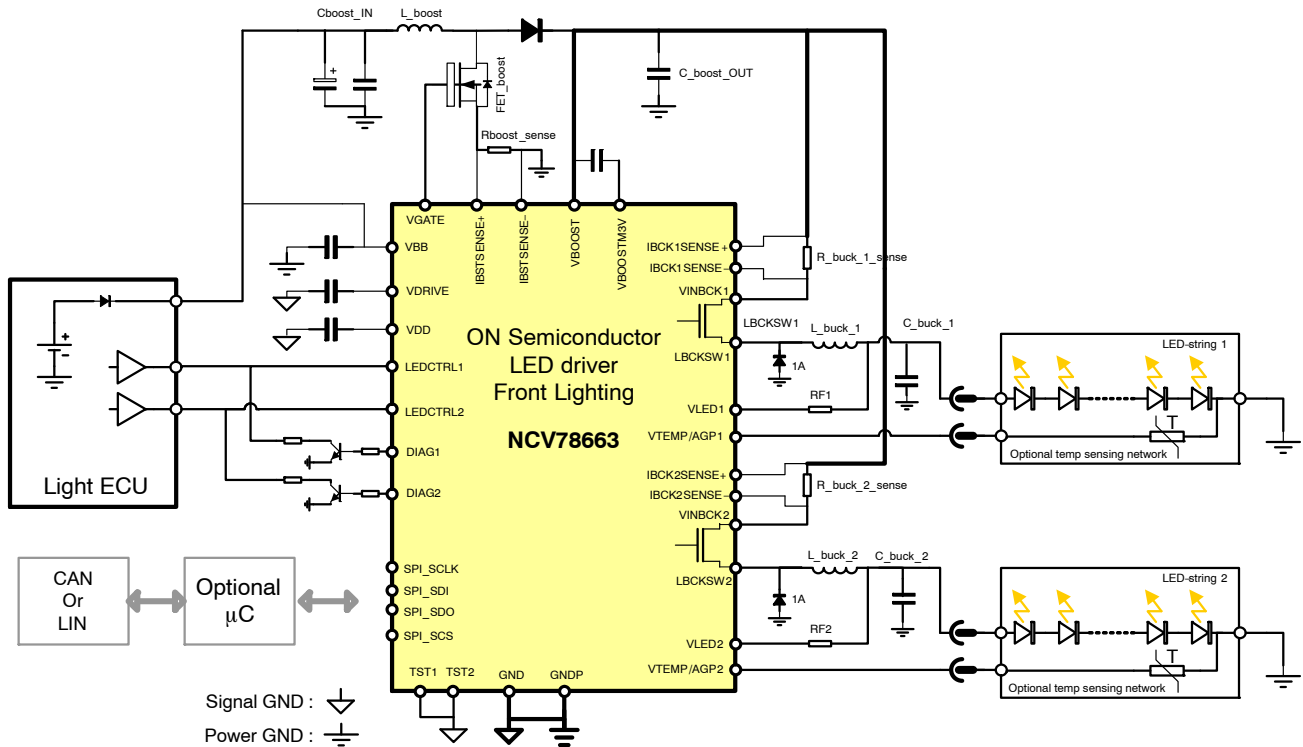 Cboost_IN
L_boost
C_boost_OUT
FET_boost
Rboost_sense
+
VGATE
IBSTSENSE+
IBSTSENSE−
VBOOST
VBOOSTM3V
VBB
VDRIVE
VDD
LEDCTRL1
LEDCTRL2
DIAG1
DIAG2
SPI_SCLK
SPI_SDI
SPI_SDO
SPI_SCS
TST1
TST2
GND
GNDP
ON Semiconductor
LED driver
Front Lighting
NCV78663
IBCK1SENSE+
IBCK1SENSE−
VINBCK1
LBCKSW1
LBCKSW1
VLED1
VTEMP/AGP1
IBCK2SENSE+
IBCK2SENSE−
VINBCK2
LBCKSW2
VLED2
VTEMP/AGP2
R_buck_1_sense
L_buck_1
C_buck_1
1A
RF1
R_buck_2_sense
L_buck_2
C_buck_2
1A
RF2
LED-string 1
T
Optional temp sensing network
LED-string 2
T
Optional temp sensing network
+
−
Light ECU
CAN
Or
LIN
Optional
μC
Signal GND :
Power GND :